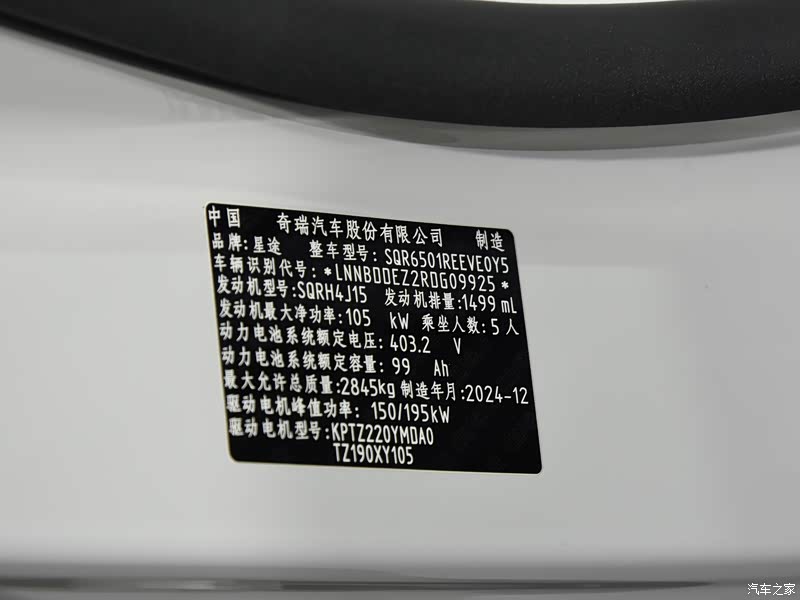 中国 奇瑞汽车股份有限公司 制造
品牌:星途 整车型号:SQR6501REEVE0Y5
车辆识别代号:*LNNBDDEZ2RDG09925*
发动机型号:SQRH4J15 发动机排量:1499 mL
发动机最大净功率:105 kW 乘坐人数:5人
动力电池系统额定电压:403.2 V
动力电池系统额定容量:99 Ah
最大允许总质量:2845kg 制造年月:2024-12
驱动电机峰值功率:150/195kW
驱动电机型号:KPTZ220YMDA0
TZ190XY105
汽车之家